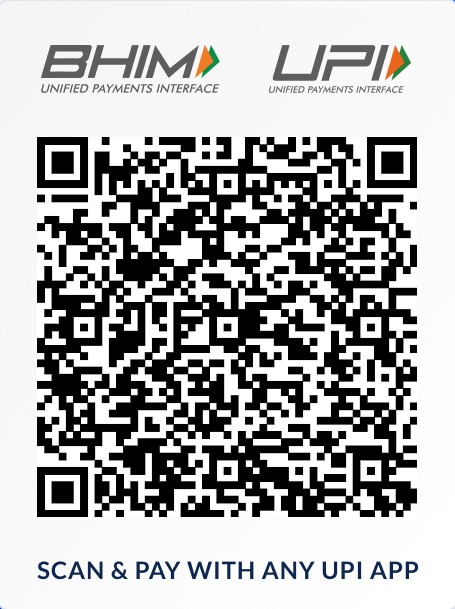 BHIM
UNIFIED PAYMENTS INTERFACE
UPI
UNIFIED PAYMENTS INTERFACE
SCAN & PAY WITH ANY UPI APP